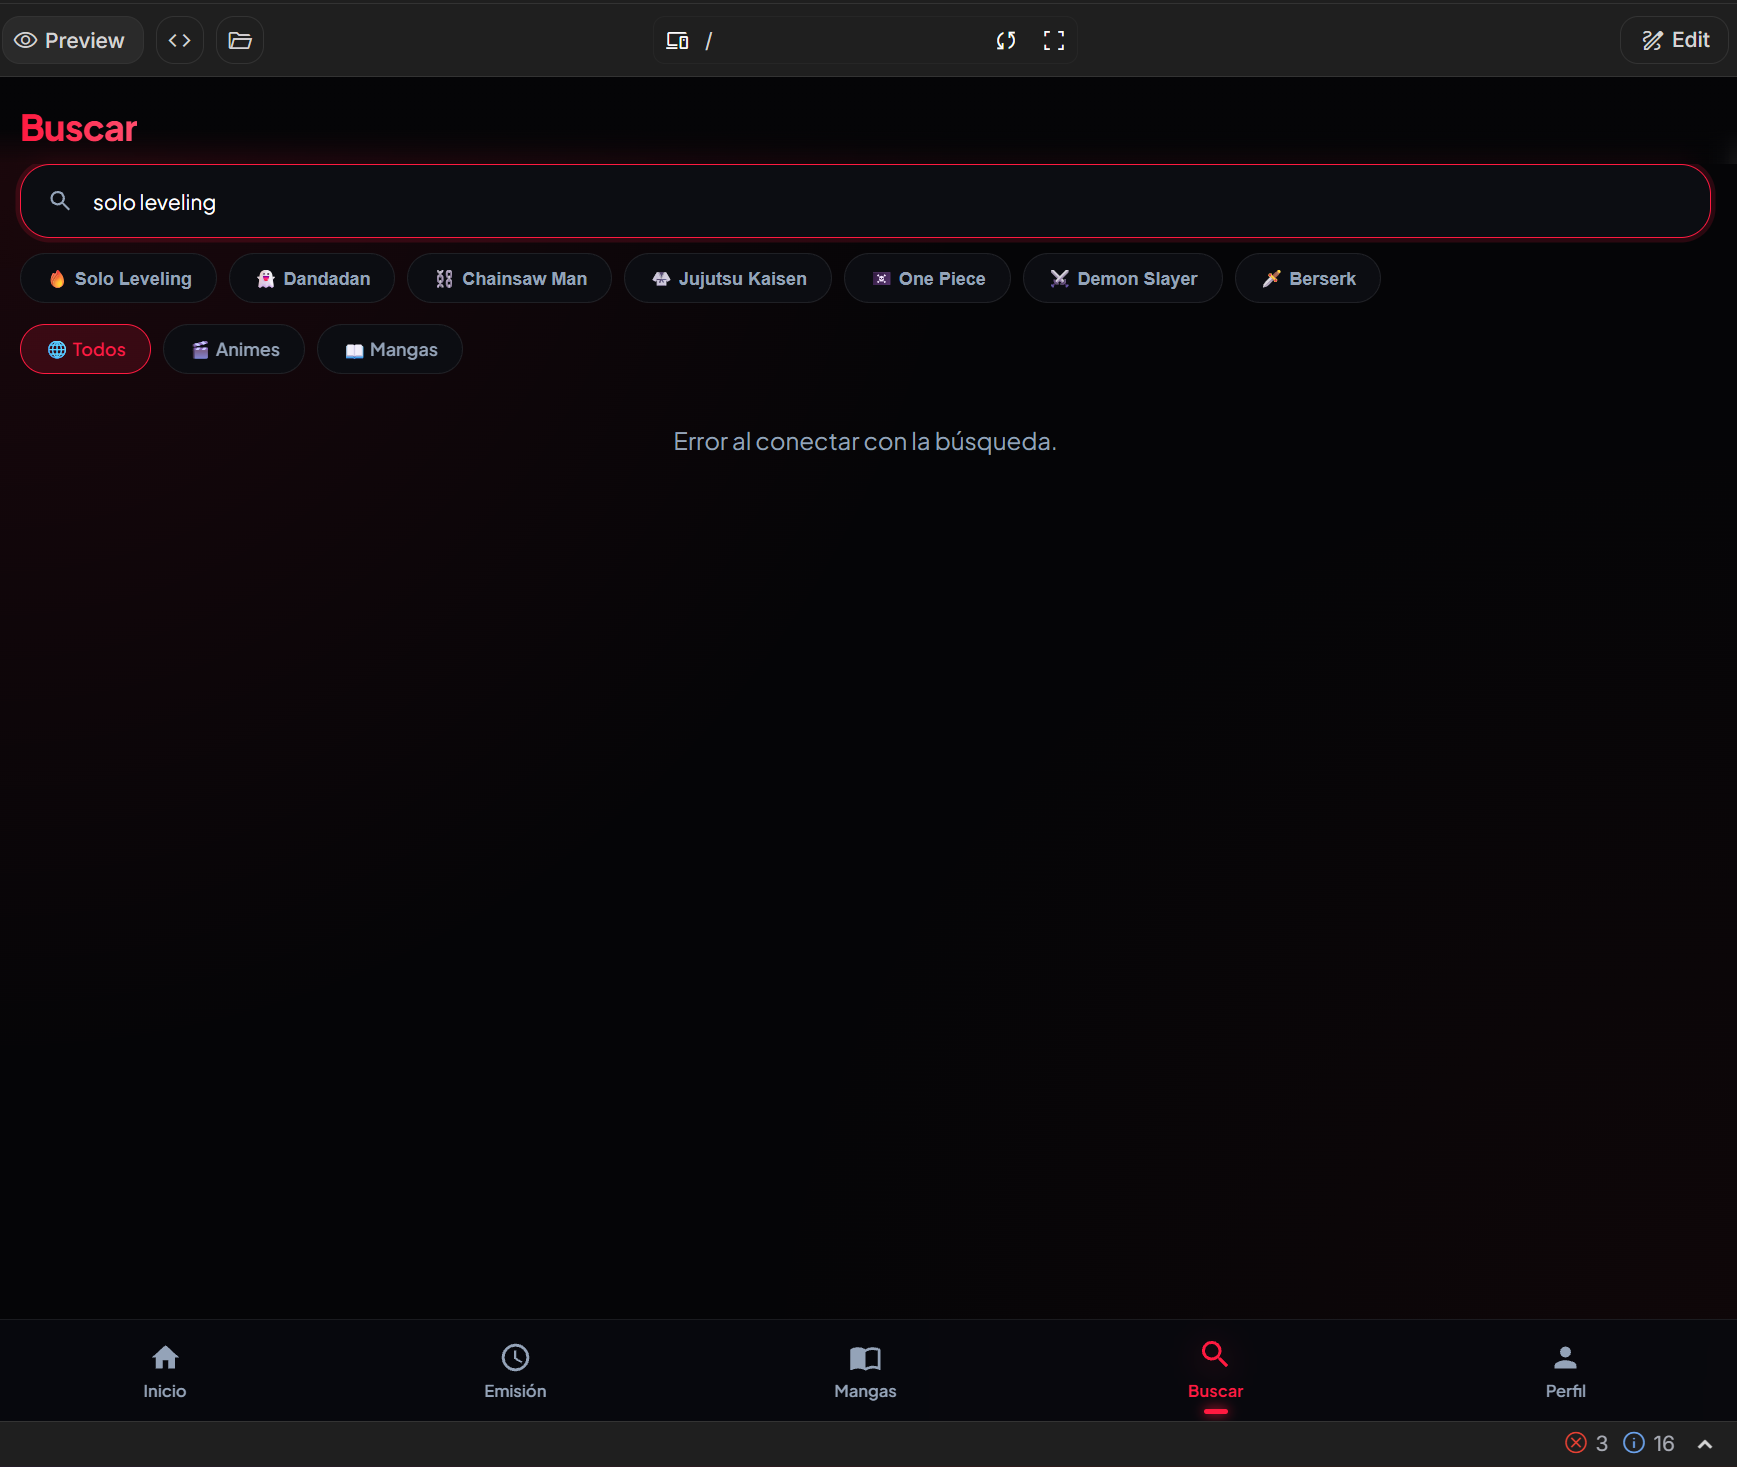 Preview
/
Edit
Buscar
solo leveling
Solo Leveling
Dandadan
Chainsaw Man
Jujutsu Kaisen
One Piece
Demon Slayer
Berserk
Todos
Animes
Mangas
Error al conectar con la búsqueda.
Inicio
Emisión
Mangas
Buscar
Perfil
3
16